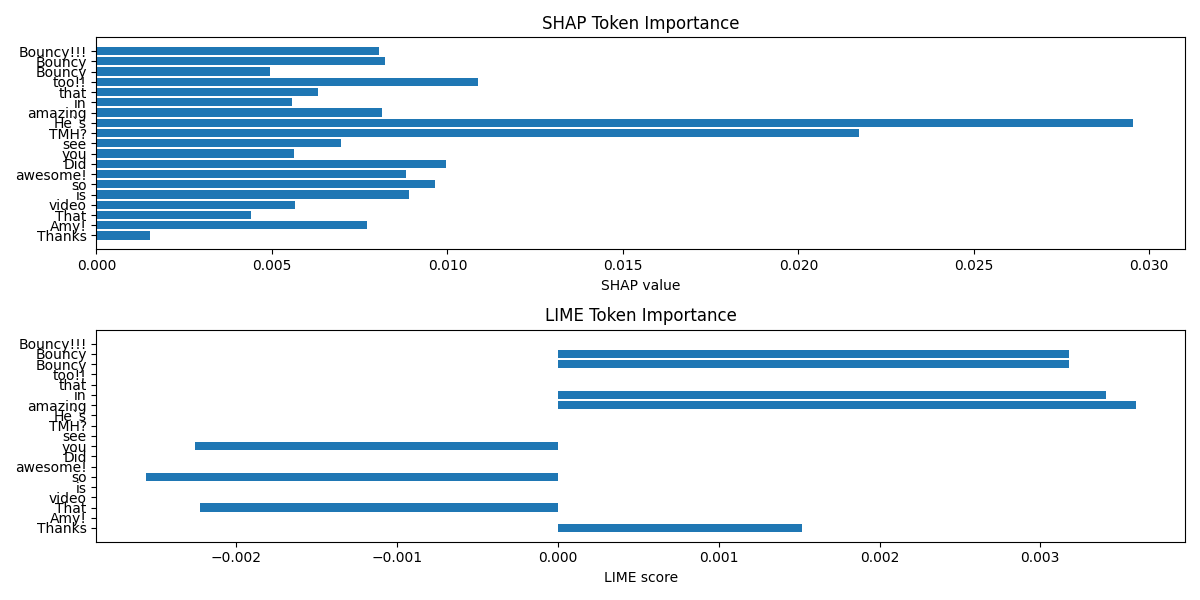 SHAP Token Importance
Bouncy!!!
Bouncy
Bouncy
too!!
that
in
amazing
He`s
TMH?
see
you
Did
awesome!
so
is
video
That
Amy!
Thanks
0.000 0.005 0.010 0.015 0.020 0.025 0.030
SHAP value
LIME Token Importance
Bouncy!!!
Bouncy
Bouncy
too!!
that
in
amazing
He`s
TMH?
see
you
Did
awesome!
so
is
video
That
Amy!
Thanks
−0.002 −0.001 0.000 0.001 0.002 0.003
LIME score